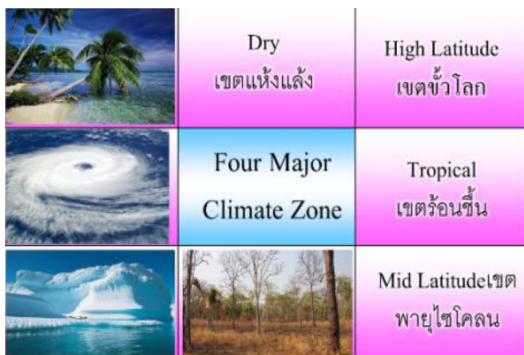 Dry
เขตแห้งแล้ง
High Latitude
เขตขั้วโลก
Four Major
Climate Zone
Tropical
เขตร้อนชื้น
Mid Latitudeเขต
พายุไซโคลน